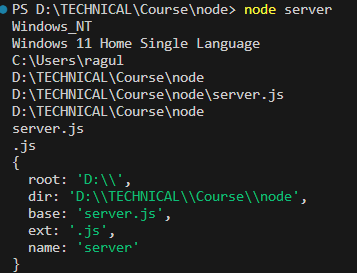 PS D:\TECHNICAL\Course\node> node server
Windows_NT
Windows 11 Home Single Language
C:\Users\ragul
D:\TECHNICAL\Course\node
D:\TECHNICAL\Course\node\server.js
D:\TECHNICAL\Course\node
server.js
.js
{
  root: 'D:\\',
  dir: 'D:\\TECHNICAL\\Course\\node',
  base: 'server.js',
  ext: '.js',
  name: 'server'
}